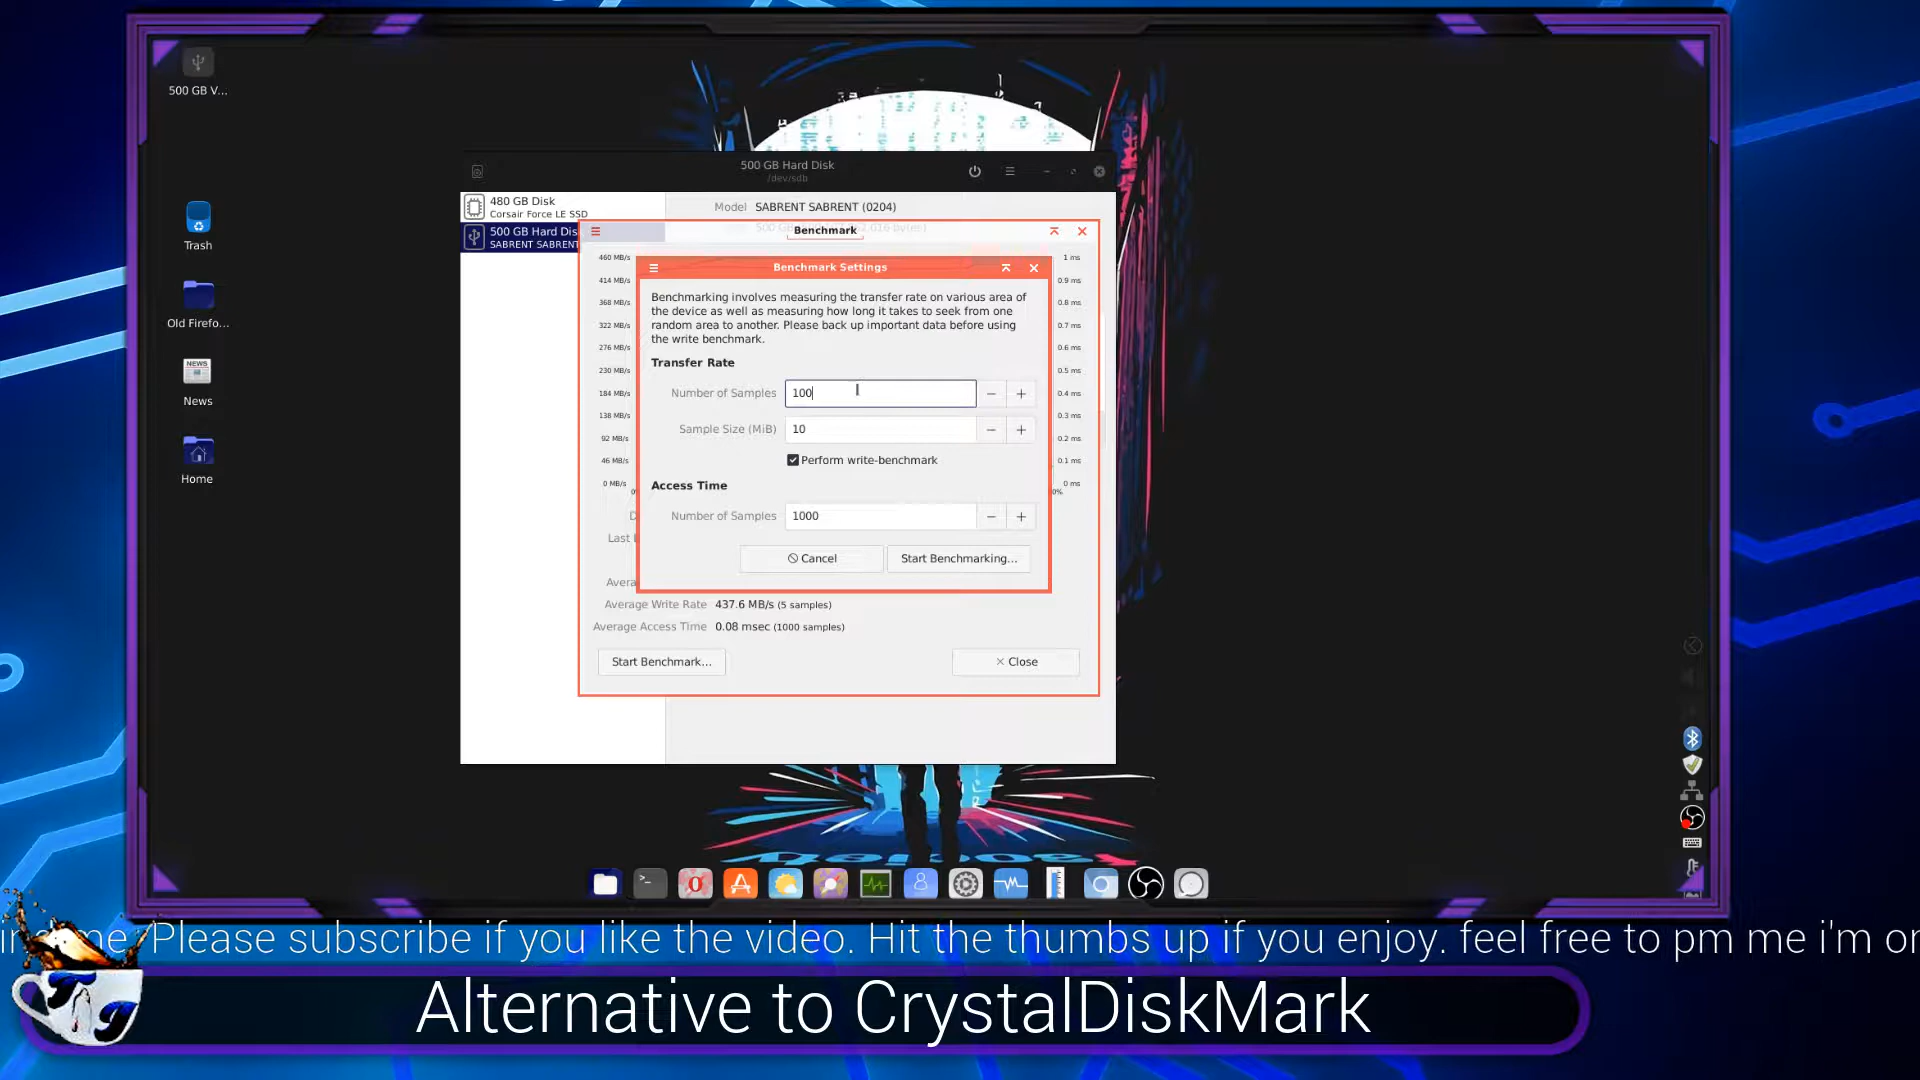 500 GB V...
Trash
Old Firefo...
NEWS
News
Home
500 GB Hard Disk
/dev/sdb
480 GB Disk
Corsair Force LE SSD
500 GB Hard Dis
SABRENT SABRENT
Model SABRENT SABRENT (0204)
Benchmark
460 MB/s
414 MB/s
368 MB/s
322 MB/s
276 MB/s
230 MB/s
184 MB/s
138 MB/s
92 MB/s
46 MB/s
0 MB/s
1 ms
0.9 ms
0.8 ms
0.7 ms
0.6 ms
0.5 ms
0.4 ms
0.3 ms
0.2 ms
0.1 ms
0 ms
Benchmark Settings
Benchmarking involves measuring the transfer rate on various area of
the device as well as measuring how long it takes to seek from one
random area to another. Please back up important data before using
the write benchmark.
Transfer Rate
Number of Samples 100
Sample Size (MiB) 10
Perform write-benchmark
Access Time
Number of Samples 1000
Cancel
Start Benchmarking...
Last
Avera
Average Write Rate 437.6 MB/s (5 samples)
Average Access Time 0.08 msec (1000 samples)
Start Benchmark...
Close
Please subscribe if you like the video. Hit the thumbs up if you enjoy. feel free to pm me i'm or
Alternative to CrystalDiskMark